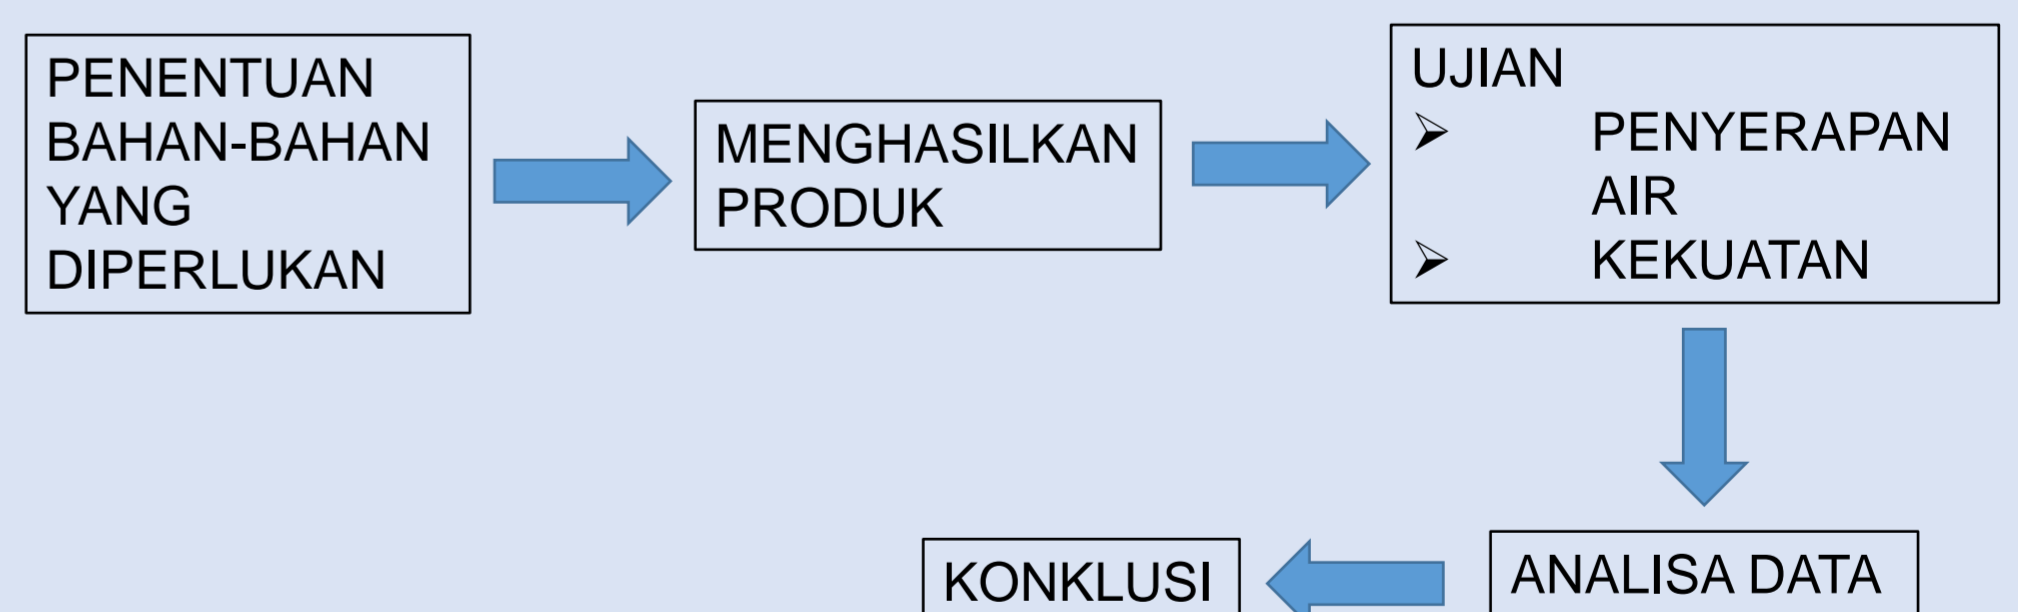 PENENTUAN
BAHAN-BAHAN
YANG
DIPERLUKAN
MENGHASILKAN
PRODUK
UJIAN
➢ PENYERAPAN
AIR
➢ KEKUATAN
ANALISA DATA
KONKLUSI